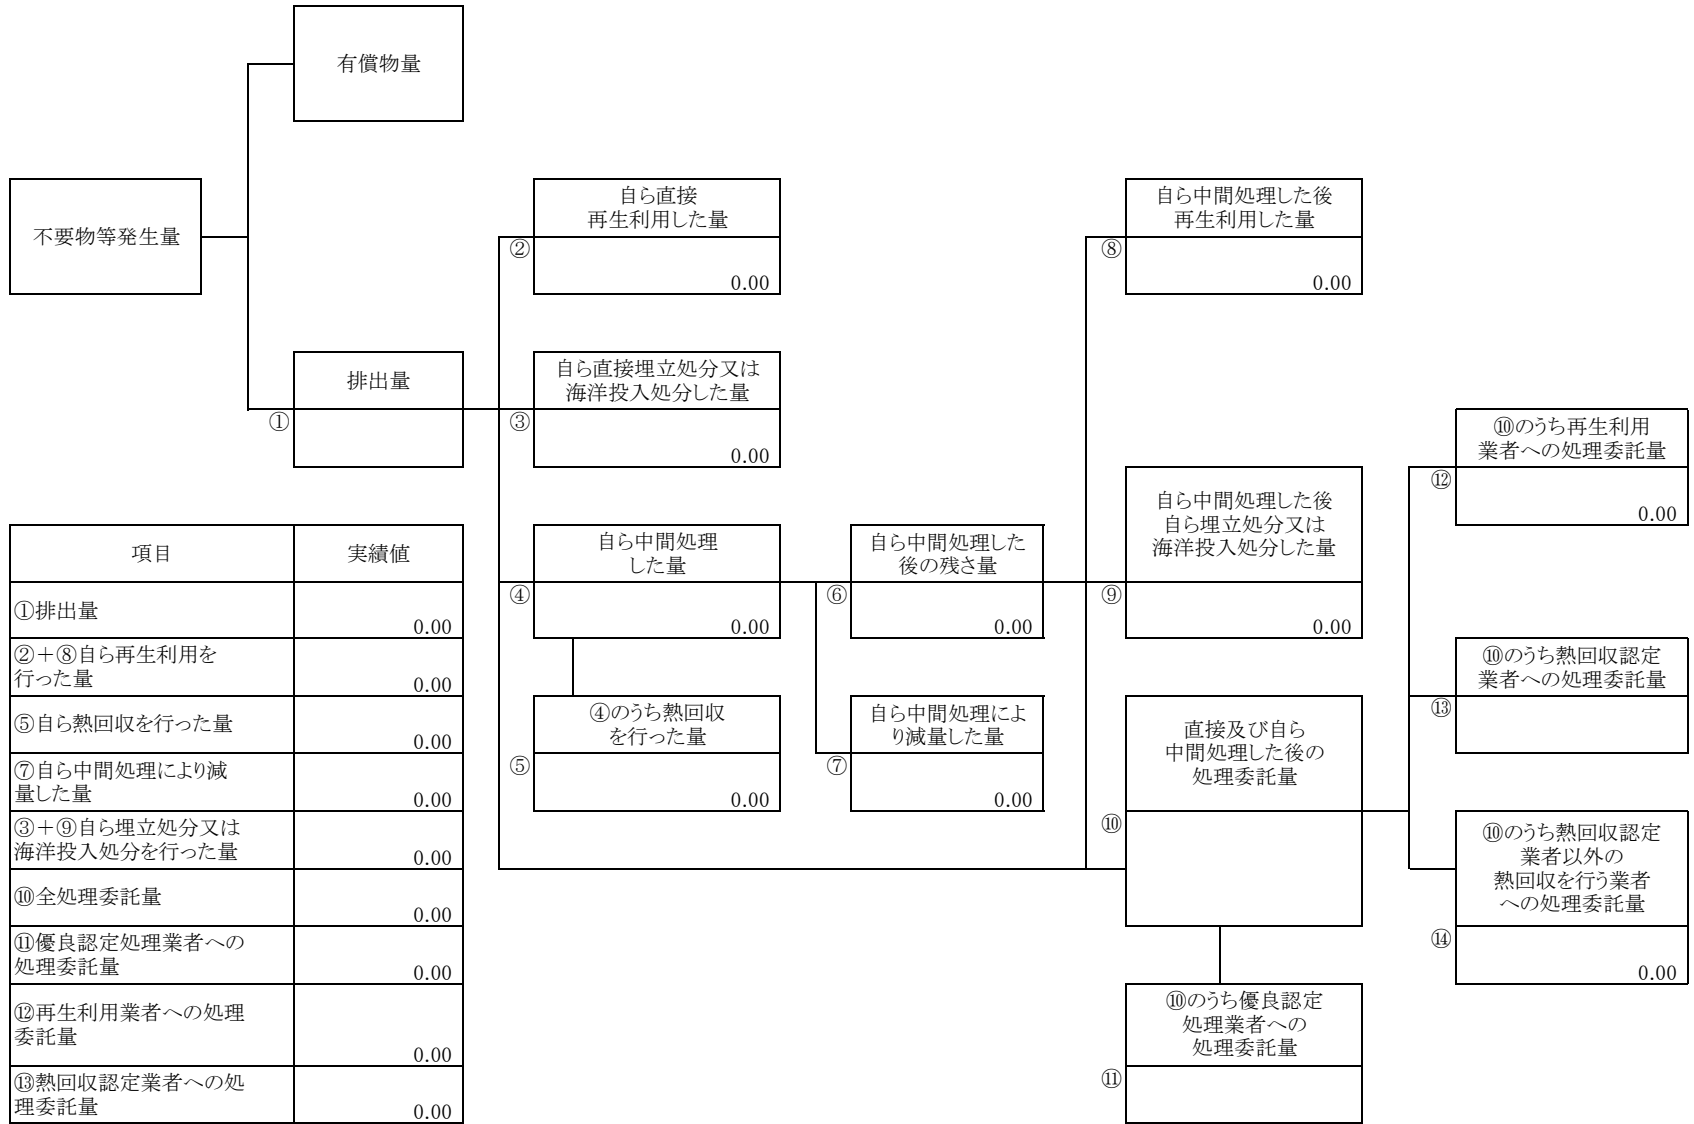 有償物量
不要物等発生量
自ら直接
再生利用した量
②
0.00
自ら中間処理した後
再生利用した量
⑧
0.00
排出量
①
自ら直接埋立処分又は
海洋投入処分した量
③
0.00
⑩のうち再生利用
業者への処理委託量
⑫
0.00
自ら中間処理した後
自ら埋立処分又は
海洋投入処分した量
⑨
0.00
自ら中間処理
した量
④
0.00
自ら中間処理した
後の残さ量
⑥
0.00
⑩のうち熱回収認定
業者への処理委託量
⑬
④のうち熱回収
を行った量
⑤
0.00
自ら中間処理によ
り減量した量
⑦
0.00
直接及び自ら
中間処理した後の
処理委託量
⑩
⑩のうち熱回収認定
業者以外の
熱回収を行う業者
への処理委託量
⑭
0.00
⑩のうち優良認定
処理業者への
処理委託量
⑪
項目
実績値
①排出量
0.00
②＋⑧自ら再生利用を
行った量
0.00
⑤自ら熱回収を行った量
0.00
⑦自ら中間処理により減
量した量
0.00
③＋⑨自ら埋立処分又は
海洋投入処分を行った量
0.00
⑩全処理委託量
0.00
⑪優良認定処理業者への
処理委託量
0.00
⑫再生利用業者への処理
委託量
0.00
⑬熱回収認定業者への処
理委託量
0.00